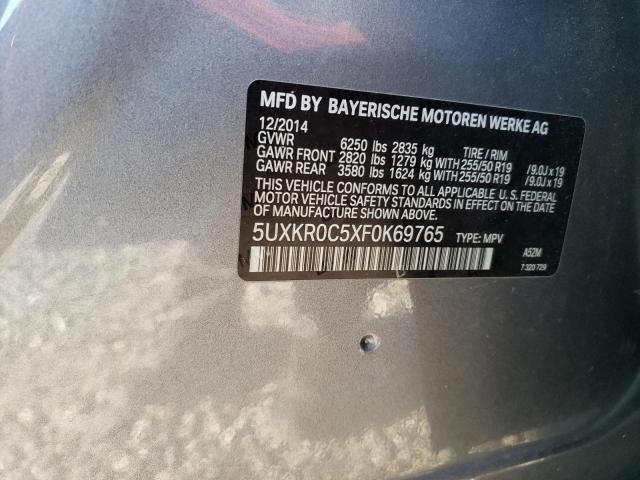 MFD BY BAYERISCHE MOTOREN WERKE AG
12/2014
GVWR 6250 lbs 2835 kg TIRE / RIM
GAWR FRONT 2820 lbs 1279 kg WITH 255/50 R19 /9.0J x 19
GAWR REAR 3580 lbs 1624 kg WITH 255/50 R19 /9.0J x 19
THIS VEHICLE CONFORMS TO ALL APPLICABLE U. S. FEDERAL
MOTOR VEHICLE SAFETY STANDARDS IN EFFECT ON THE DATE
OF MANUFACTURE SHOWN ABOVE.
5UXKR0C5XF0K69765 TYPE: MPV A52M
7 320 729